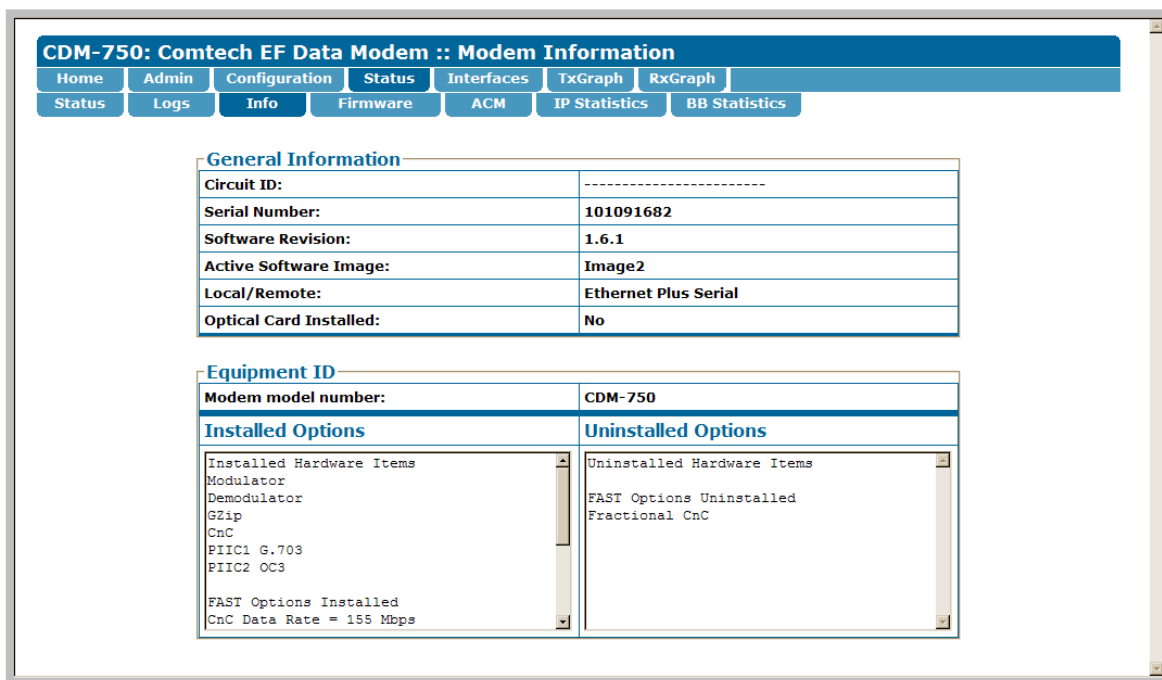 CDM-750: Comtech EF Data Modem :: Modem Information
Home Admin Configuration Status Interfaces TxGraph RxGraph
Status Logs Info Firmware ACM IP Statistics BB Statistics
General Information
Circuit ID: ------------------------
Serial Number: 101091682
Software Revision: 1.6.1
Active Software Image: Image2
Local/Remote: Ethernet Plus Serial
Optical Card Installed: No
Equipment ID
Modem model number: CDM-750
Installed Options Uninstalled Options
Installed Hardware Items
Modulator
Demodulator
GZip
CnC
PIIC1 G.703
PIIC2 OC3
FAST Options Installed
CnC Data Rate = 155 Mbps
Uninstalled Hardware Items
FAST Options Uninstalled
Fractional CnC